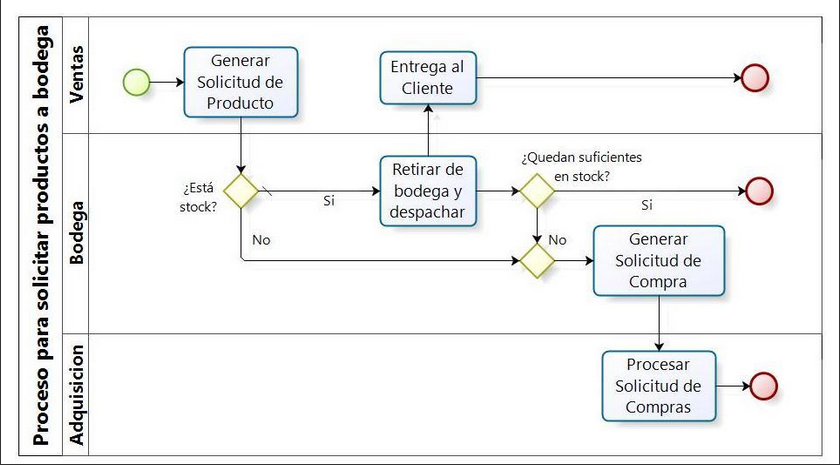 Proceso para solicitar productos a bodega
Ventas
Generar
Solicitud de
Producto
Entrega al
Cliente
Bodega
¿Está
stock?
Si
No
Retirar de
bodega y
despachar
¿Quedan suficientes
en stock?
Si
No
Generar
Solicitud de
Compra
Adquisicion
Procesar
Solicitud de
Compras